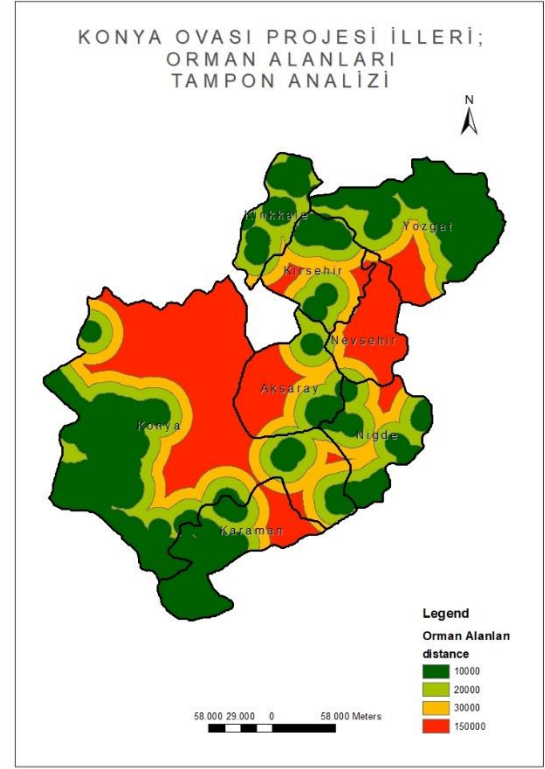 KONYA OVASI PROJESİ İLLERİ;
ORMAN ALANLARI
TAMPON ANALİZİ
N
Kırıkkale
Yozgat
Kırşehir
Nevşehir
Aksaray
Konya
Niğde
Karaman
Legend
Orman Alanları
distance
10000
20000
30000
150000
58.000 29.000 0 58.000 Meters